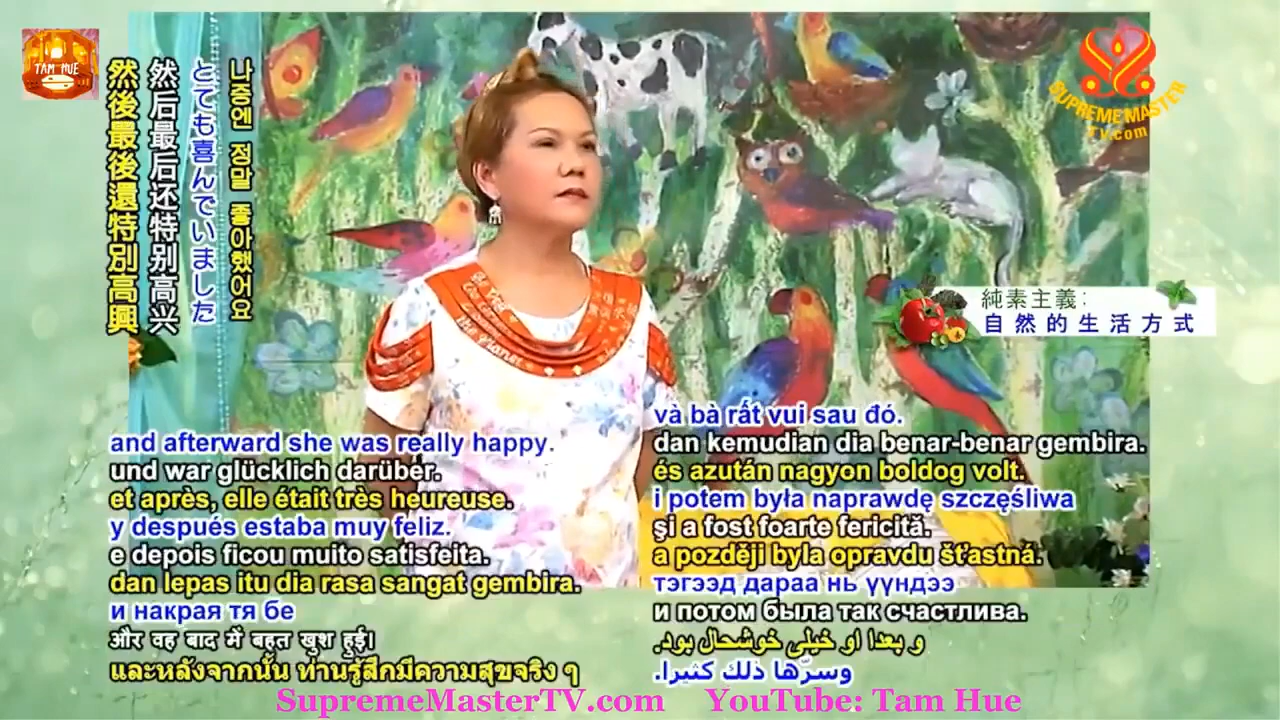 TAM HUE
SUPREME MASTER
TV.com
나중엔 정말 좋아했어요
とても喜んでいました
然后最后还特别高兴
然後最後還特別高興
純素主義：
自然的生活方式
and afterward she was really happy.
und war glücklich darüber.
et après, elle était très heureuse.
y después estaba muy feliz.
e depois ficou muito satisfeita.
dan lepas itu dia rasa sangat gembira.
и накрая тя бе
और वह बाद में बहुत खुश हुई।
และหลังจากนั้น ท่านรู้สึกมีความสุขจริง ๆ
và bà rất vui sau đó.
dan kemudian dia benar-benar gembira.
és azután nagyon boldog volt.
i potem była naprawdę szczęśliwa
şi a fost foarte fericită.
a později byla opravdu šťastná.
тэгээд дараа нь үүндээ
и потом была так счастлива.
و بعدا او خیلی خوشحال بود.
وسرّها ذلك كثيرا.
SupremeMasterTV.com YouTube: Tam Hue